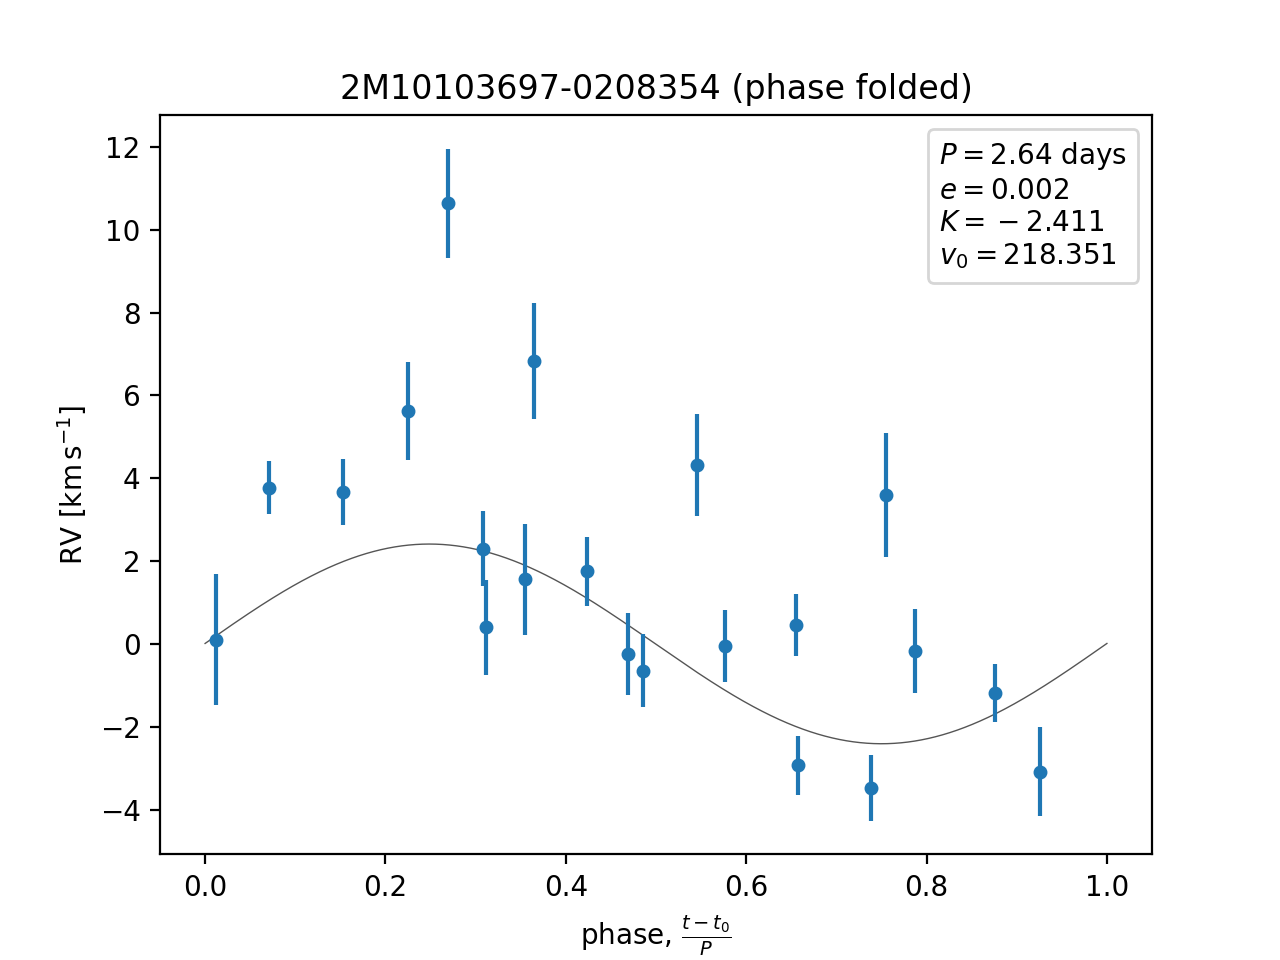 2M10103697-0208354 (phase folded)
P = 2.64 days
e = 0.002
K = −2.411
v₀ = 218.351
12
10
8
6
4
2
0
−2
−4
RV [km s⁻¹]
0.0 0.2 0.4 0.6 0.8 1.0
phase, (t − t₀)/P